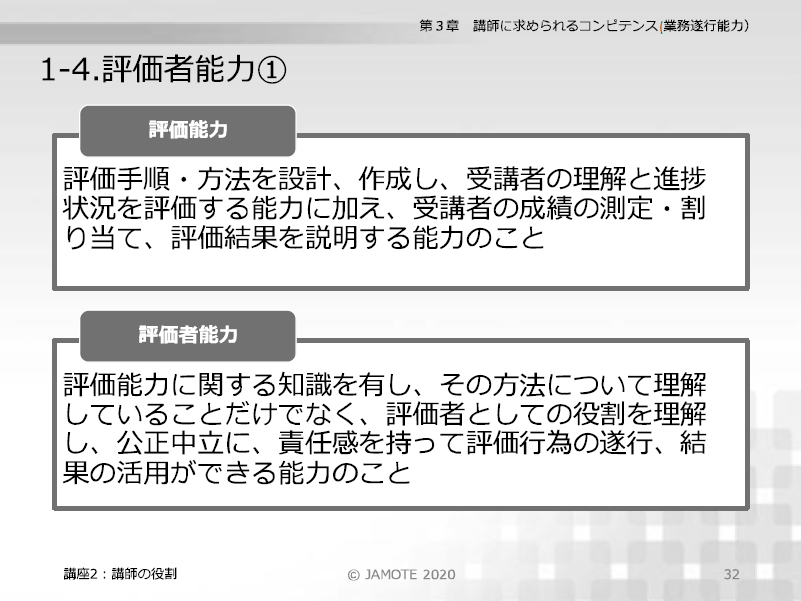 第３章　講師に求められるコンピテンス(業務遂行能力）
1-4.評価者能力①
評価能力
評価手順・方法を設計、作成し、受講者の理解と進捗
状況を評価する能力に加え、受講者の成績の測定・割
り当て、評価結果を説明する能力のこと
評価者能力
評価能力に関する知識を有し、その方法について理解
していることだけでなく、評価者としての役割を理解
し、公正中立に、責任感を持って評価行為の遂行、結
果の活用ができる能力のこと
講座2：講師の役割
© JAMOTE 2020
32